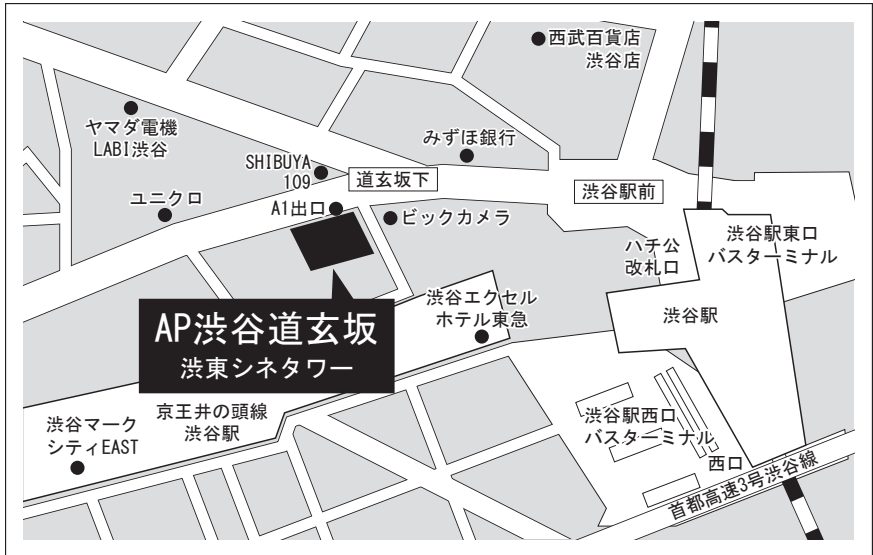 西武百貨店
渋谷店
ヤマダ電機
LABI渋谷
みずほ銀行
SHIBUYA
109
道玄坂下
渋谷駅前
ユニクロ
A1出口
ビックカメラ
ハチ公
改札口
渋谷駅東口
バスターミナル
渋谷エクセル
ホテル東急
渋谷駅
AP渋谷道玄坂
渋東シネタワー
渋谷マーク
シティEAST
京王井の頭線
渋谷駅
渋谷駅西口
バスターミナル
西口
首都高速3号渋谷線